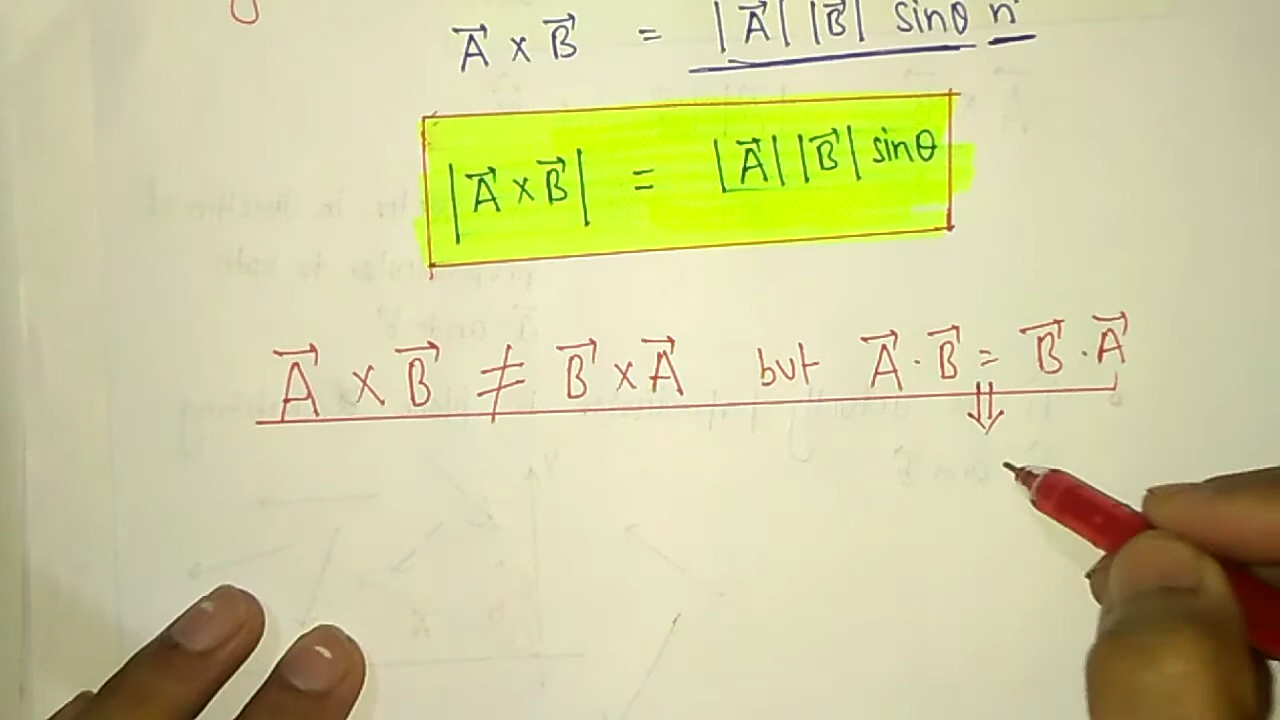 A⃗ × B⃗ = |A⃗| |B⃗| sinθ n
|A⃗ × B⃗| = |A⃗| |B⃗| sinθ
A⃗ × B⃗ ≠ B⃗ × A⃗ but A⃗ · B⃗ = B⃗ · A⃗
⇓